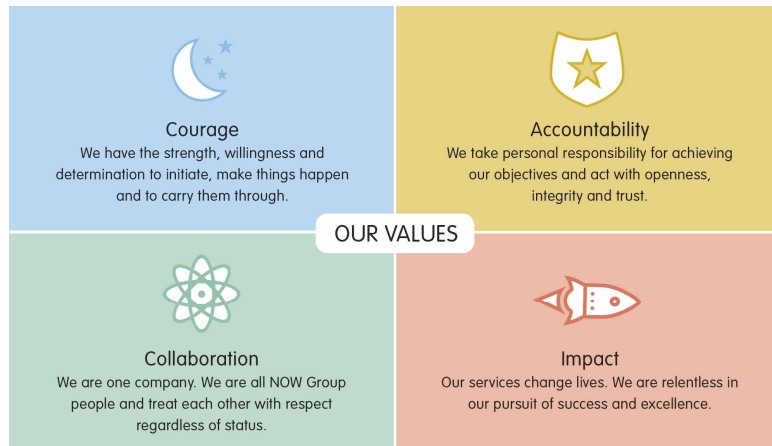 Courage
We have the strength, willingness and
determination to initiate, make things happen
and to carry them through.
Accountability
We take personal responsibility for achieving
our objectives and act with openness,
integrity and trust.
OUR VALUES
Collaboration
We are one company. We are all NOW Group
people and treat each other with respect
regardless of status.
Impact
Our services change lives. We are relentless in
our pursuit of success and excellence.